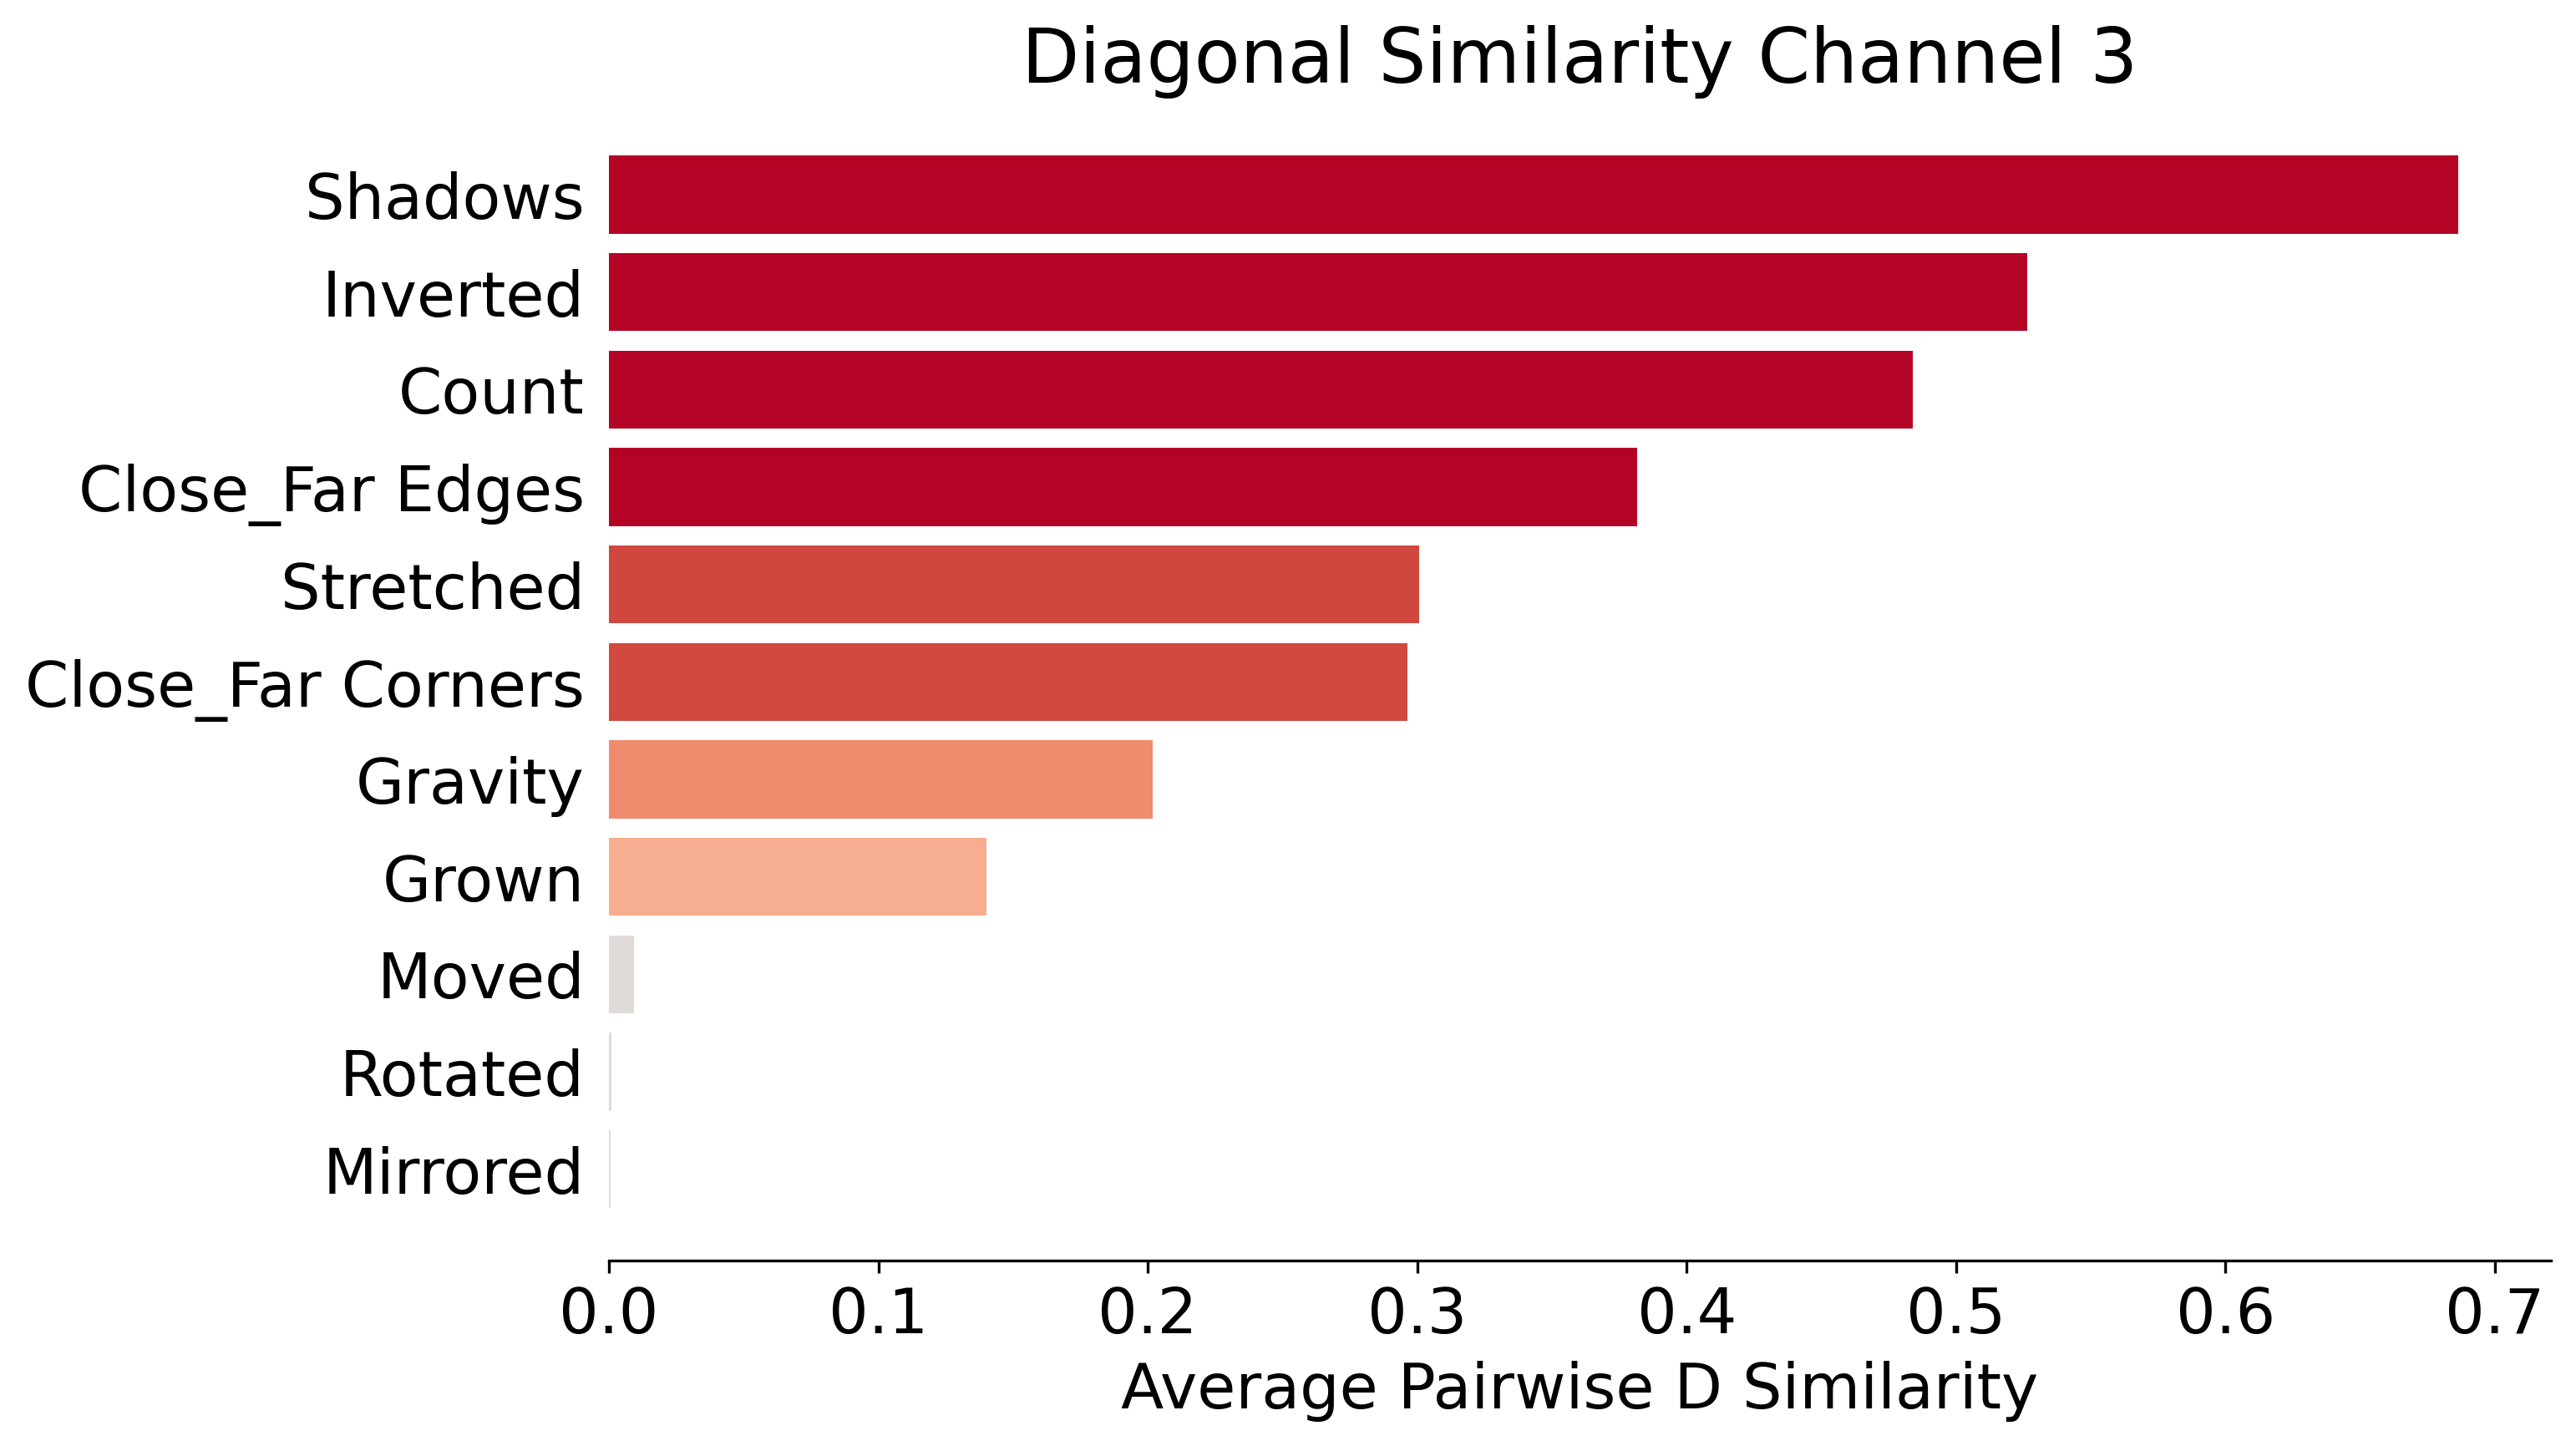 Diagonal Similarity Channel 3
Shadows
Inverted
Count
Close_Far Edges
Stretched
Close_Far Corners
Gravity
Grown
Moved
Rotated
Mirrored
0.0 0.1 0.2 0.3 0.4 0.5 0.6 0.7
Average Pairwise D Similarity